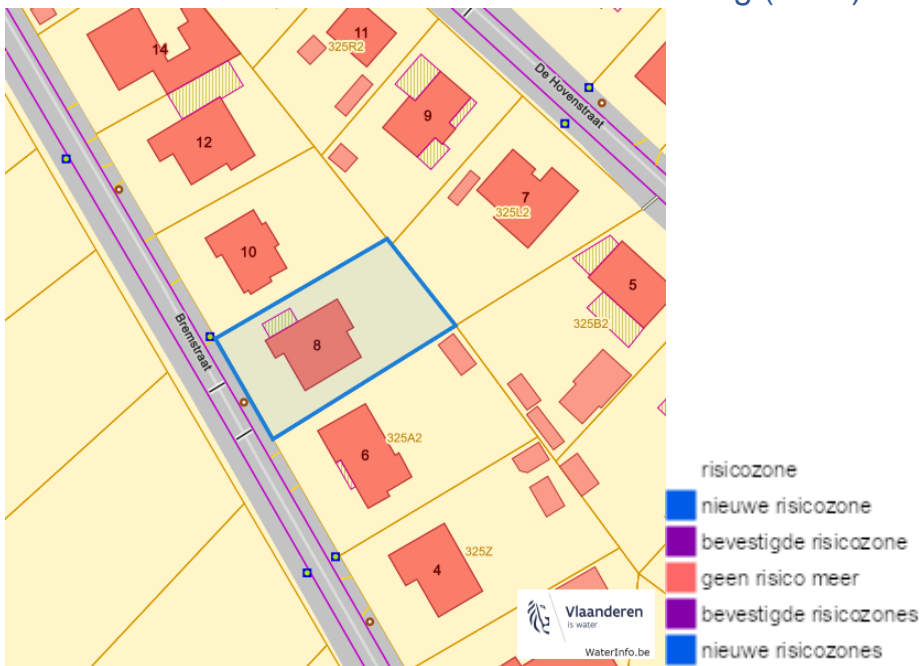 14
325R2
11
De Hovenstraat
9
12
7
325L2
10
5
Bremstraat
8
325B2
6
325A2
4
325Z
Vlaanderen
is water
WaterInfo.be
risicozone
nieuwe risicozone
bevestigde risicozone
geen risico meer
bevestigde risicozones
nieuwe risicozones